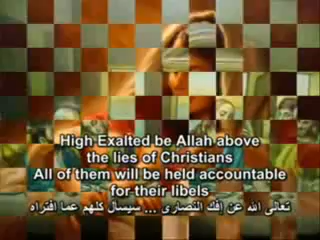 High Exalted be Allah above
the lies of Christians
All of them will be held accountable
for their libels
تعالى الله عن إفك النصارى ... سيسأل كلهم عما افتراه